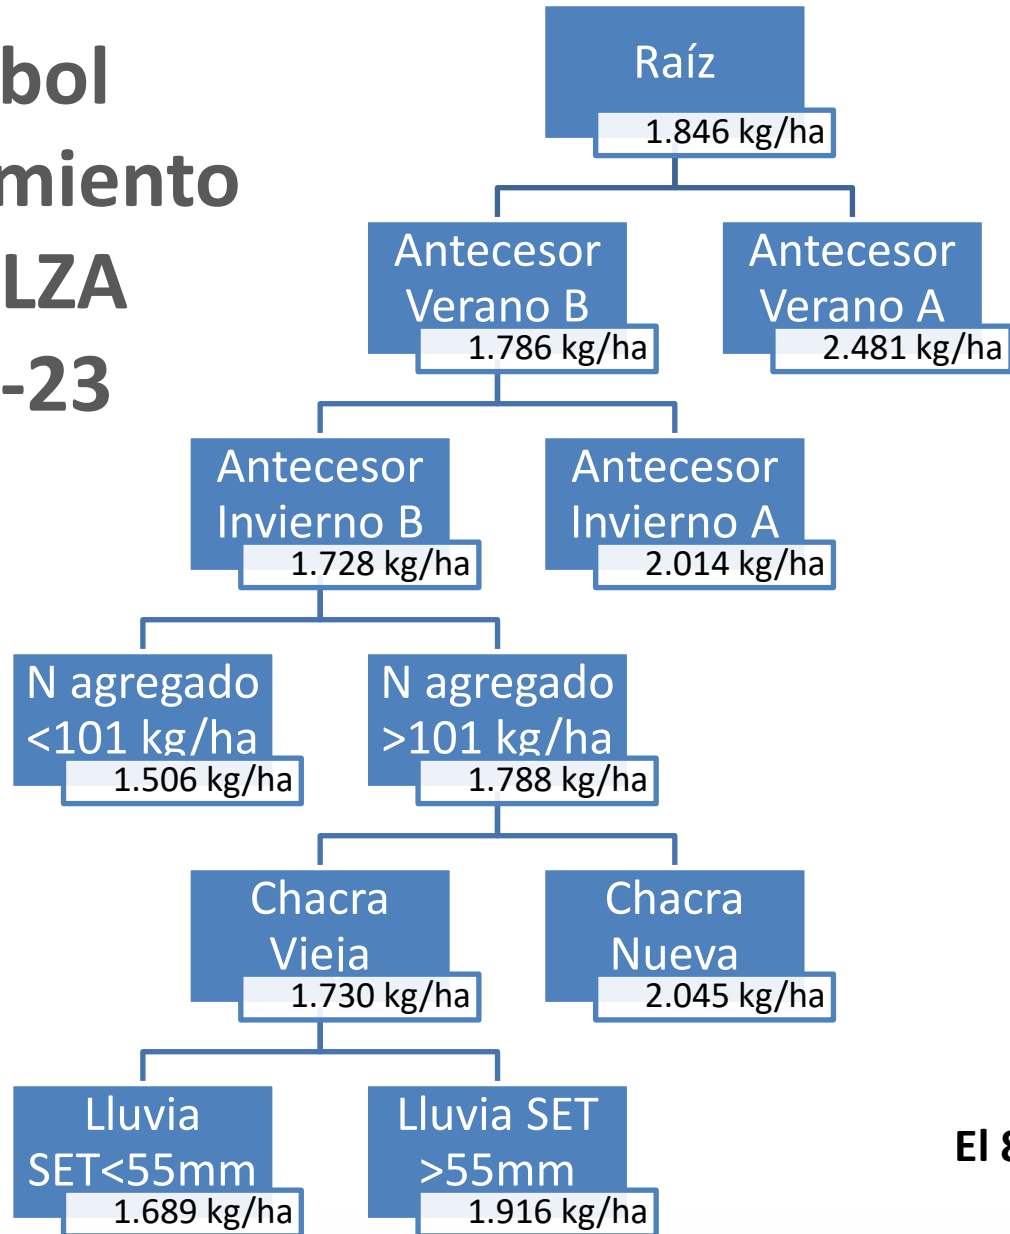 bol
miento
LZA
-23
Raíz
1.846 kg/ha
Antecesor
Verano B
1.786 kg/ha
Antecesor
Verano A
2.481 kg/ha
Antecesor
Invierno B
1.728 kg/ha
Antecesor
Invierno A
2.014 kg/ha
N agregado
<101 kg/ha
1.506 kg/ha
N agregado
>101 kg/ha
1.788 kg/ha
Chacra
Vieja
1.730 kg/ha
Chacra
Nueva
2.045 kg/ha
Lluvia
SET<55mm
1.689 kg/ha
Lluvia SET
>55mm
1.916 kg/ha
El 8